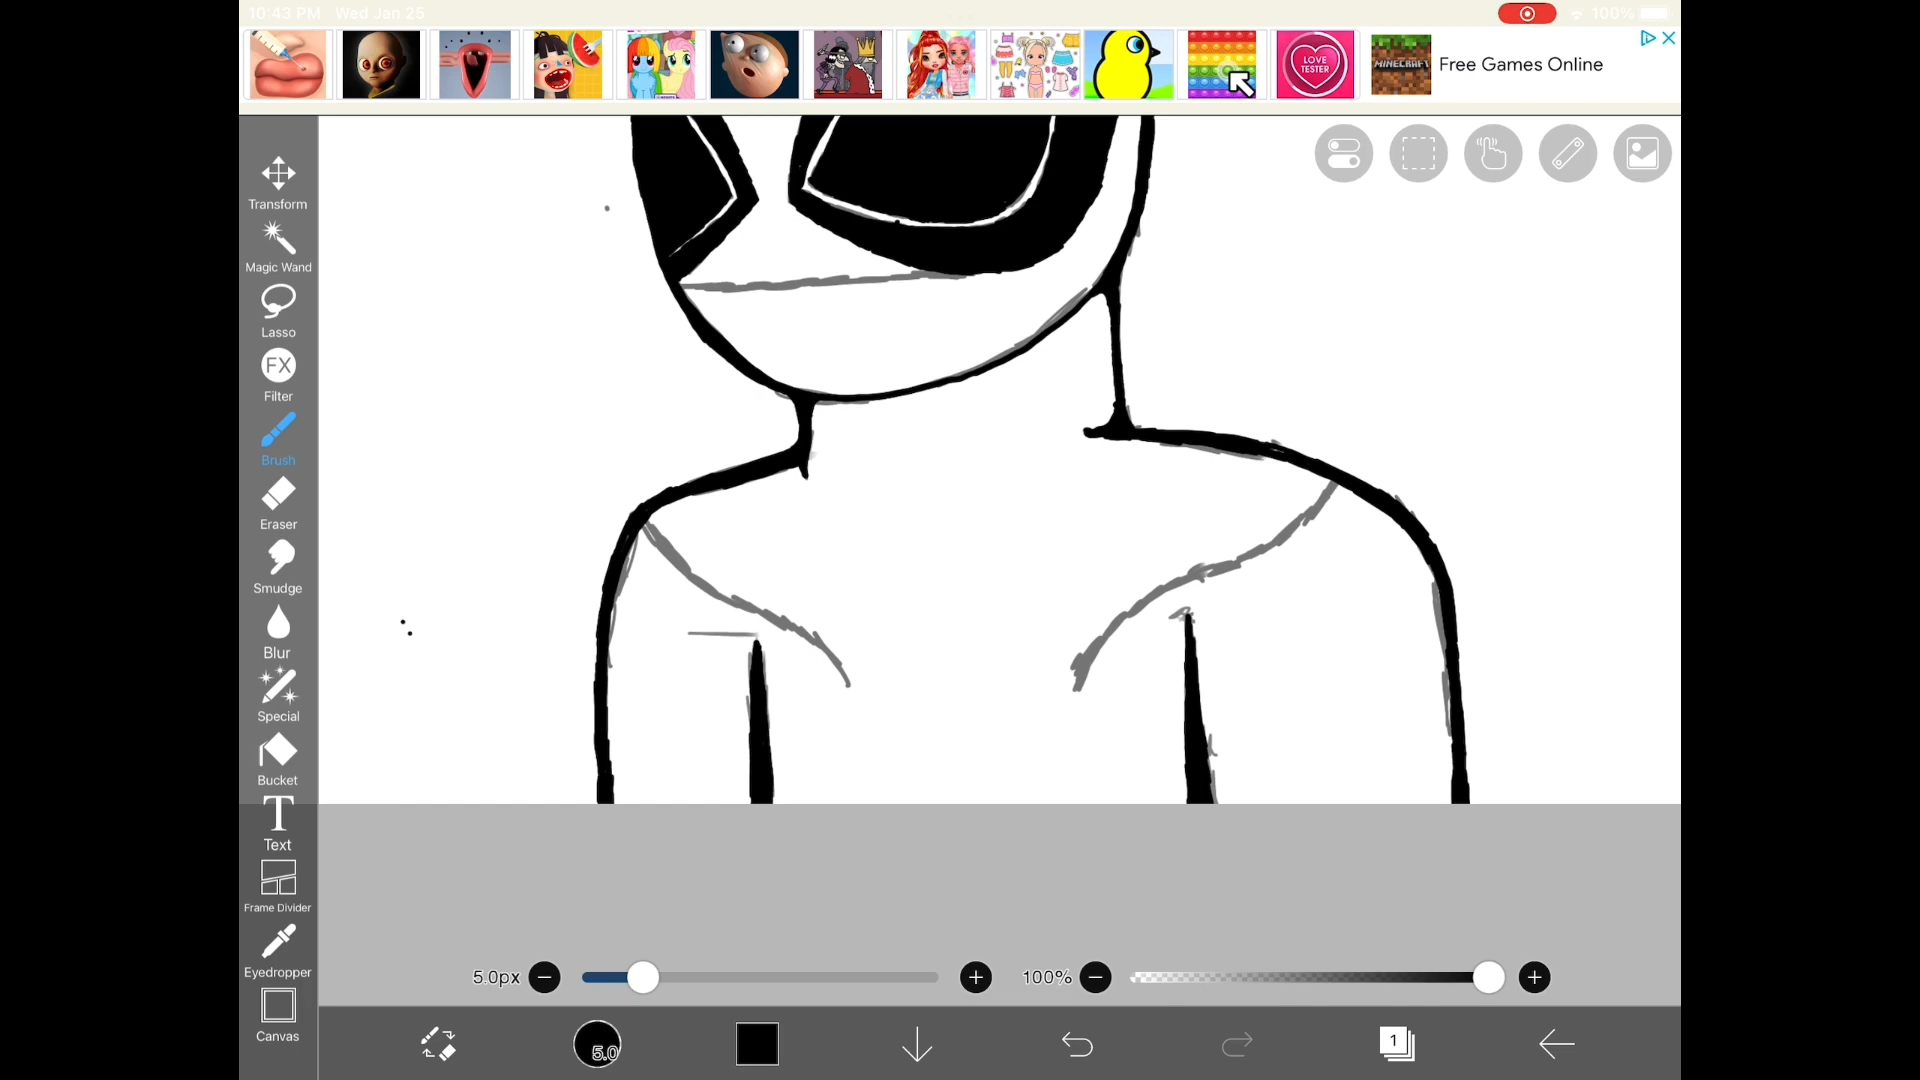 10:43 PM Wed Jan 25
100%
LOVE
TESTER
MINECRAFT
Free Games Online
Transform
Magic Wand
Lasso
FX
Filter
Brush
Eraser
Smudge
Blur
Special
Bucket
T
Text
Frame Divider
Eyedropper
Canvas
5.0px
100%
5.0
1